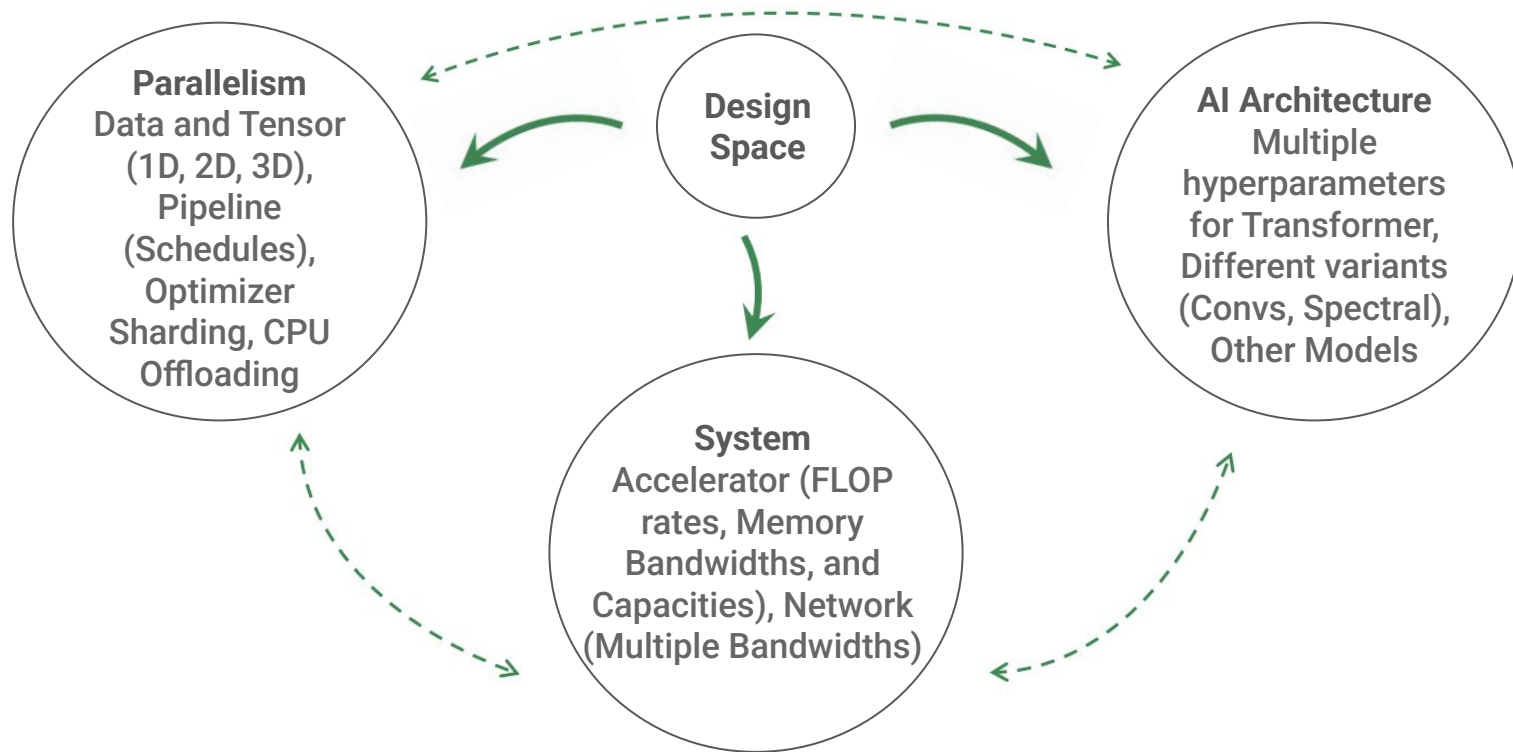 Parallelism
Data and Tensor
(1D, 2D, 3D),
Pipeline
(Schedules),
Optimizer
Sharding, CPU
Offloading
Design
Space
AI Architecture
Multiple
hyperparameters
for Transformer,
Different variants
(Convs, Spectral),
Other Models
System
Accelerator (FLOP
rates, Memory
Bandwidths, and
Capacities), Network
(Multiple Bandwidths)